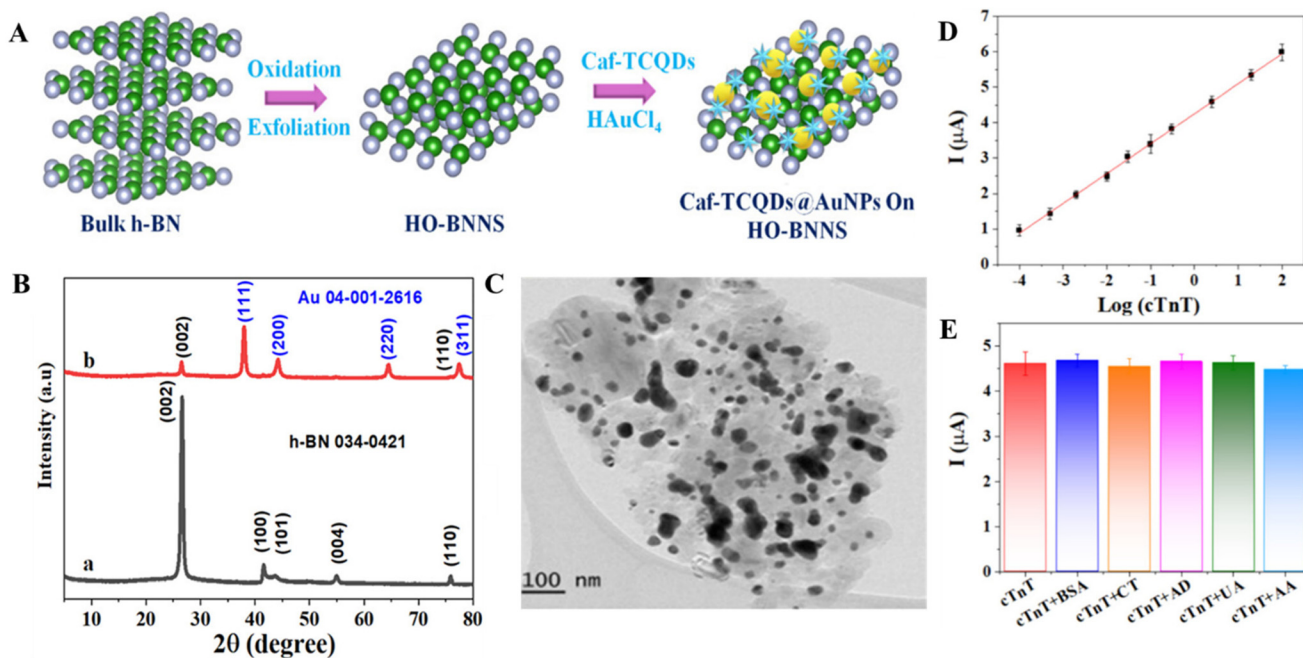 A
Oxidation
Exfoliation
Caf-TCQDs
HAuCl₄
Bulk h-BN
HO-BNNS
Caf-TCQDs@AuNPs On
HO-BNNS
B
Intensity (a.u)
Au 04-001-2616
b
(002)
(111)
(200)
(220)
(110)
(311)
(002)
h-BN 034-0421
a
(100)
(101)
(004)
(110)
10 20 30 40 50 60 70 80
2θ (degree)
C
100 nm
D
I (μA)
7
6
5
4
3
2
1
0
-4 -3 -2 -1 0 1 2
Log (cTnT)
E
I (μA)
5
4
3
2
1
0
cTnT
cTnT+BSA
cTnT+CT
cTnT+AD
cTnT+UA
cTnT+AA